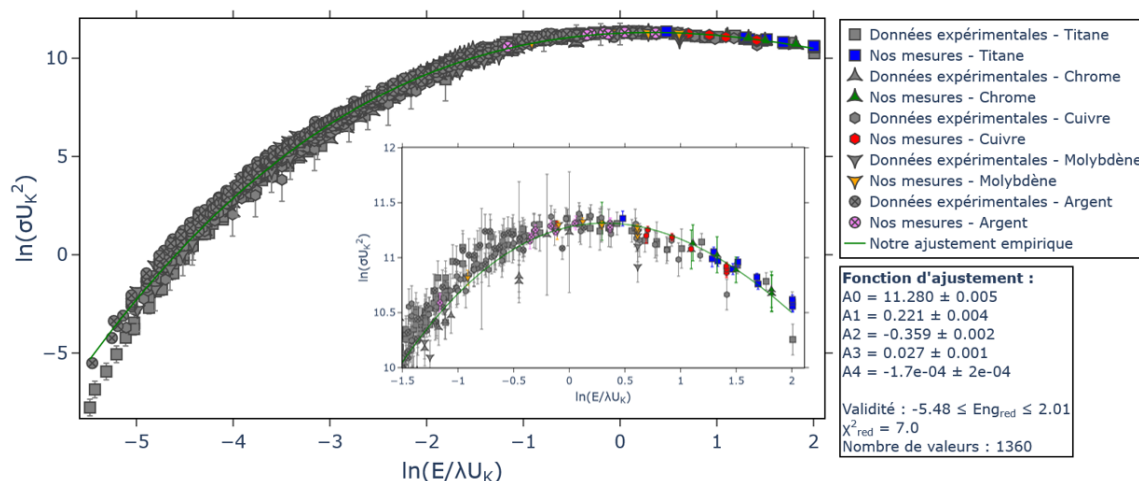 10
5
0
−5
ln(σU_K²)
−5
−4
−3
−2
−1
0
1
2
ln(E/λU_K)
12
11.5
11
10.5
10
ln(σU_K²)
−1.5
−1
−0.5
0
0.5
1
1.5
2
ln(E/λU_K)
Données expérimentales - Titane
Nos mesures - Titane
Données expérimentales - Chrome
Nos mesures - Chrome
Données expérimentales - Cuivre
Nos mesures - Cuivre
Données expérimentales - Molybdène
Nos mesures - Molybdène
Données expérimentales - Argent
Nos mesures - Argent
Notre ajustement empirique
Fonction d'ajustement :
A0 = 11.280 ± 0.005
A1 = 0.221 ± 0.004
A2 = -0.359 ± 0.002
A3 = 0.027 ± 0.001
A4 = -1.7e-04 ± 2e-04
Validité : -5.48 ≤ Eng_red ≤ 2.01
χ²_red = 7.0
Nombre de valeurs : 1360